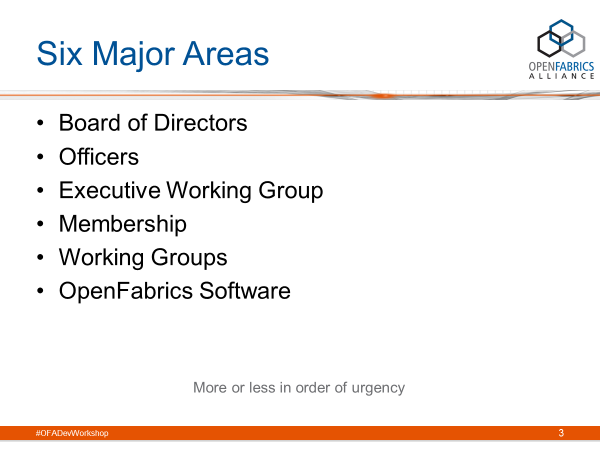 Six Major Areas
OPENFABRICS
ALLIANCE
• Board of Directors
• Officers
• Executive Working Group
• Membership
• Working Groups
• OpenFabrics Software
More or less in order of urgency
#OFADevWorkshop
3